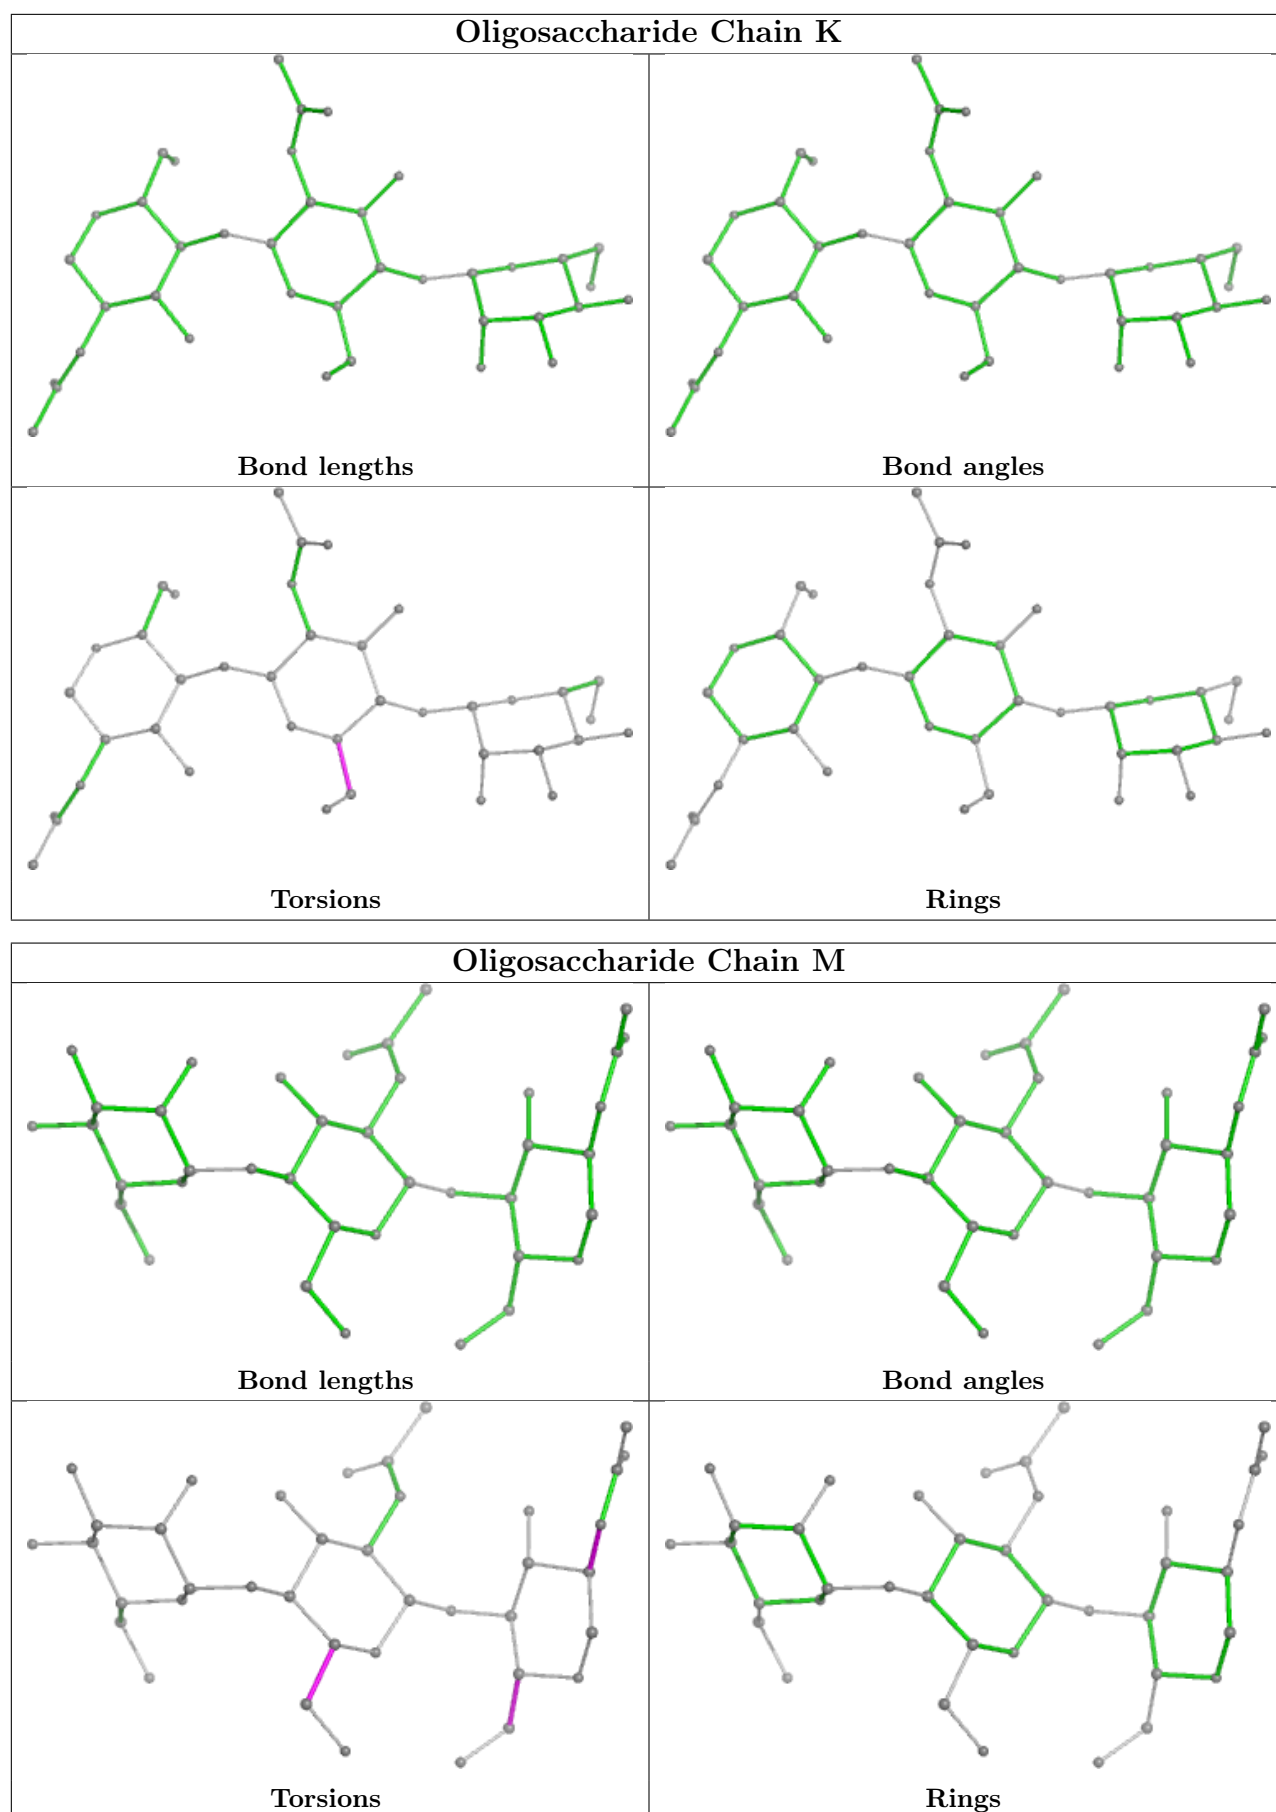 Oligosaccharide Chain K
Bond lengths
Bond angles
Torsions
Rings
Oligosaccharide Chain M
Bond lengths
Bond angles
Torsions
Rings